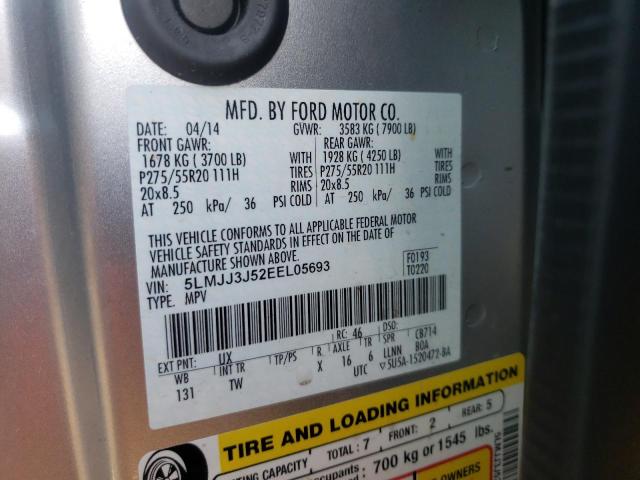 MFD. BY FORD MOTOR CO.
DATE: 04/14 GVWR: 3583 KG (7900 LB)
FRONT GAWR: REAR GAWR:
1678 KG (3700 LB) WITH 1928 KG (4250 LB) WITH
P275/55R20 111H TIRES P275/55R20 111H TIRES
20x8.5 RIMS 20x8.5 RIMS
AT 250 kPa/ 36 PSI COLD AT 250 kPa/ 36 PSI COLD
THIS VEHICLE CONFORMS TO ALL APPLICABLE FEDERAL MOTOR
VEHICLE SAFETY STANDARDS IN EFFECT ON THE DATE OF
MANUFACTURE SHOWN ABOVE.
VIN: 5LMJJ3J52EEL05693 F0193
TYPE: MPV T0220
EXT PNT: UX RC: 46 DSO:
WB INT TR TP/PS R. AXLE TR SPR CB714
131 TW X 16 6 LLNN BOA
UTC ▽5U5A-1520472-BA
TIRE AND LOADING INFORMATION
SEATING CAPACITY TOTAL: 7 FRONT: 2 REAR: 5
occupants 700 kg or 1545 lbs.
OWNERS